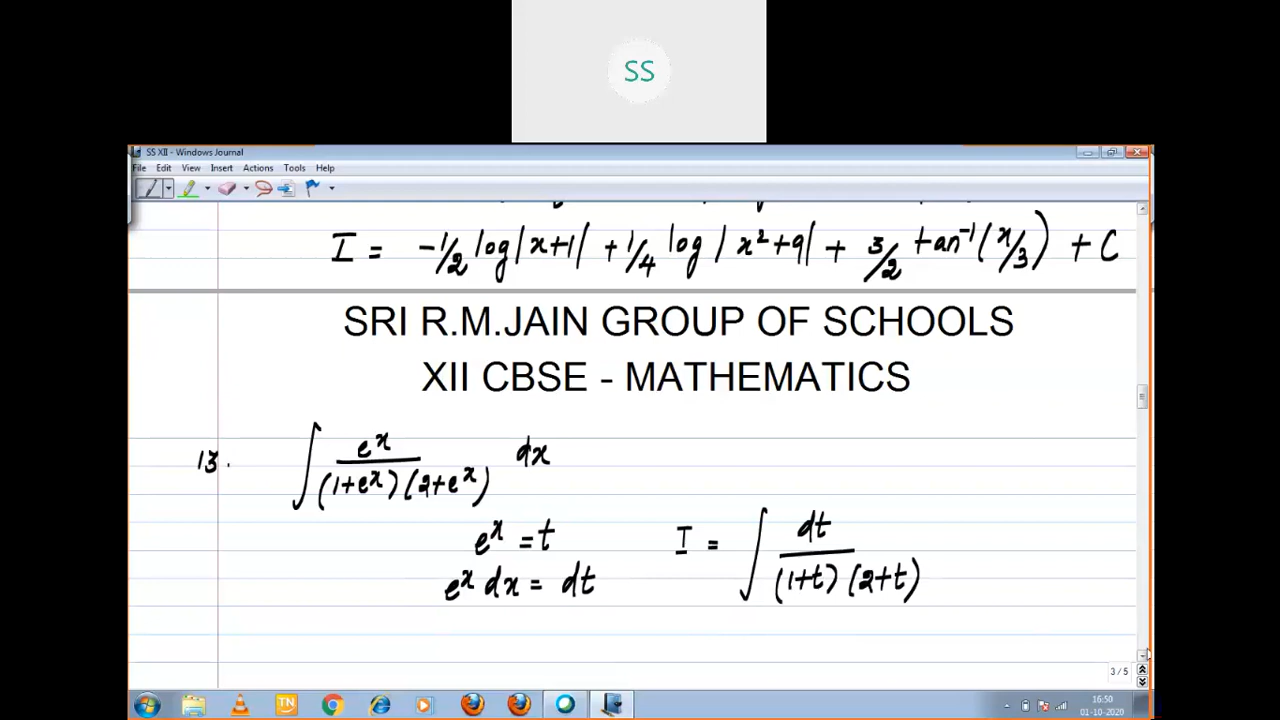 SS
SS XII - Windows Journal
File Edit View Insert Actions Tools Help
I = -1/2 log|x+1| + 1/4 log|x²+9| + 3/2 tan⁻¹(x/3) + C
SRI R.M.JAIN GROUP OF SCHOOLS
XII CBSE - MATHEMATICS
13. ∫ eˣ / (1+eˣ)(2+eˣ) dx
eˣ = t I = ∫ dt / (1+t)(2+t)
eˣ dx = dt
3 / 5
TN
16:50
01-10-2020